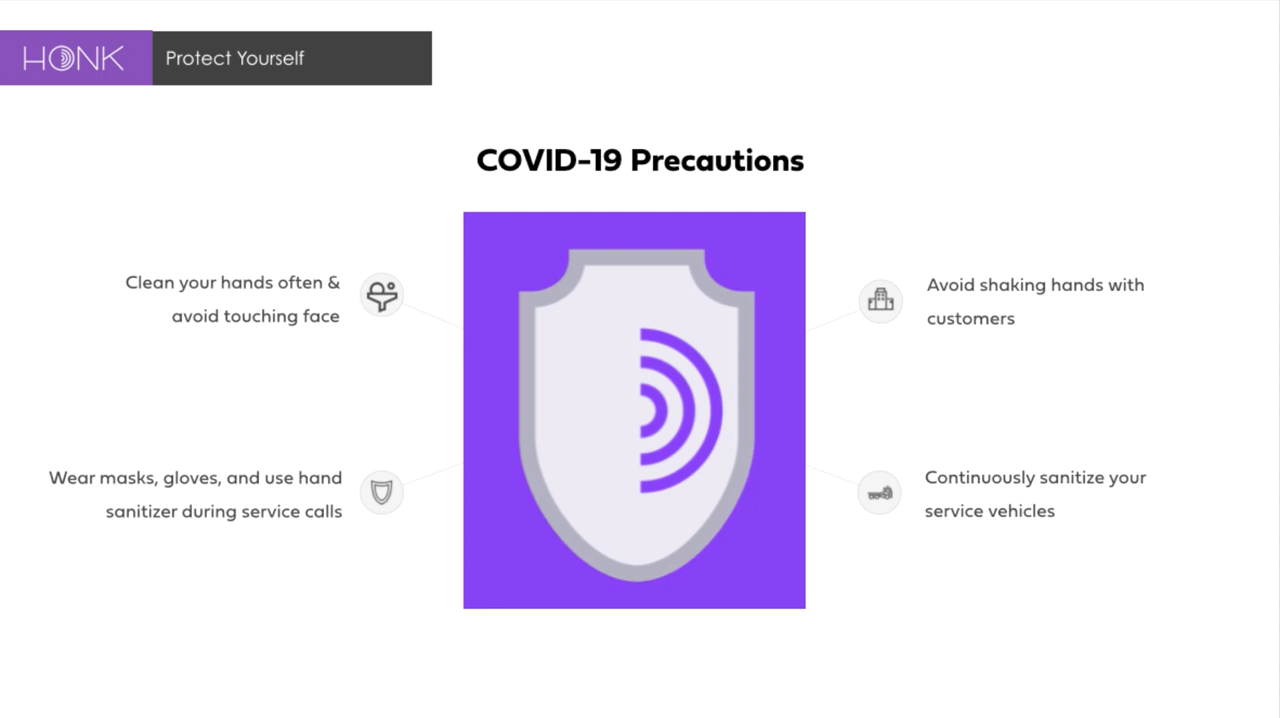 HONK
Protect Yourself
COVID-19 Precautions
Clean your hands often &
avoid touching face
Avoid shaking hands with
customers
Wear masks, gloves, and use hand
sanitizer during service calls
Continuously sanitize your
service vehicles